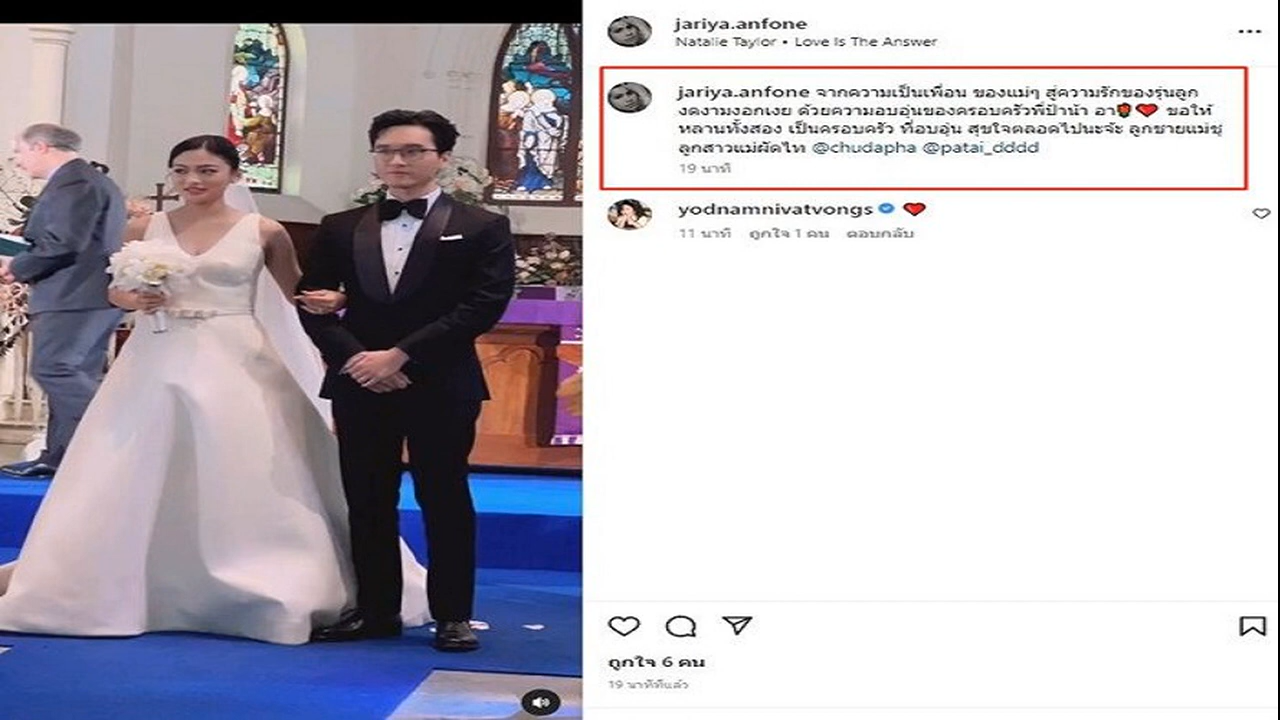 jariya.anfone
Natalie Taylor • Love Is The Answer
jariya.anfone จากความเป็นเพื่อน ของแม่ๆ สู่ความรักของรุ่นลูก
งดงามงอกเงย ด้วยความอบอุ่นของครอบครัวที่ป้าน้า อา🌹❤️ ขอให้
หลานทั้งสอง เป็นครอบครัว ที่อบอุ่น สุขใจตลอดไปนะจ้ะ ลูกชายแม่ชุ
ลูกสาวแม่ผัดไท @chudapha @patai_dddd
19 นาที
yodnamnivatvongs ❤️
11 นาที ถูกใจ 1 คน ตอบกลับ
ถูกใจ 6 คน
19 นาทีที่แล้ว